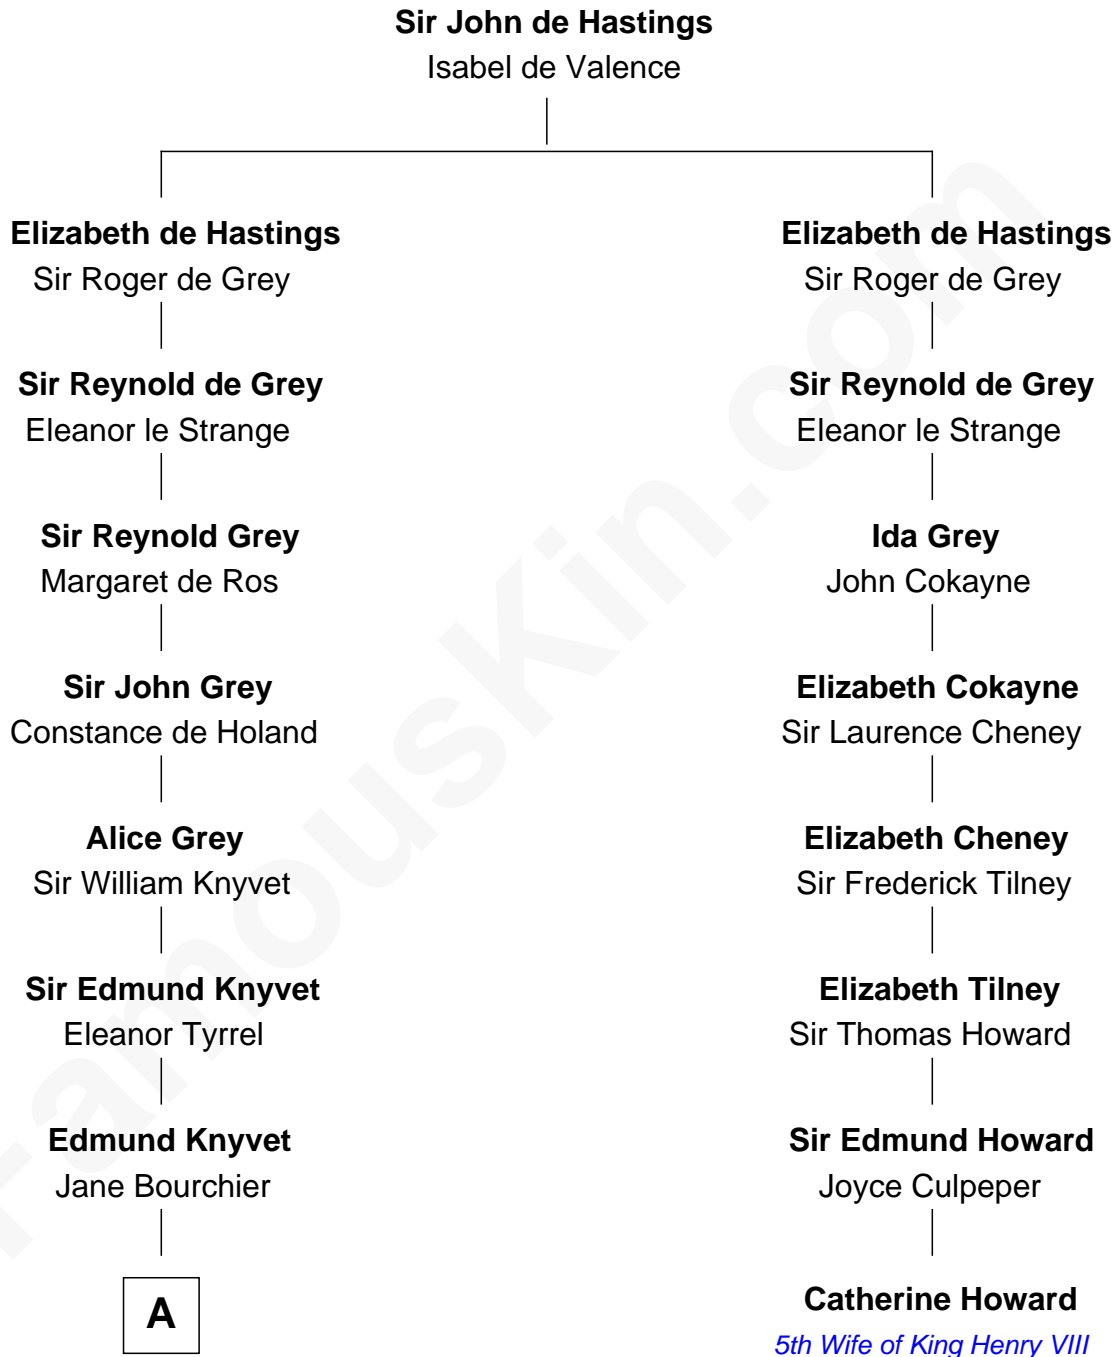 Sir John de Hastings
Isabel de Valence
Elizabeth de Hastings
Sir Roger de Grey
Sir Reynold de Grey
Eleanor le Strange
Sir Reynold Grey
Margaret de Ros
Sir John Grey
Constance de Holand
Alice Grey
Sir William Knyvet
Sir Edmund Knyvet
Eleanor Tyrrel
Edmund Knyvet
Jane Bourchier
A
Elizabeth de Hastings
Sir Roger de Grey
Sir Reynold de Grey
Eleanor le Strange
Ida Grey
John Cokayne
Elizabeth Cokayne
Sir Laurence Cheney
Elizabeth Cheney
Sir Frederick Tilney
Elizabeth Tilney
Sir Thomas Howard
Sir Edmund Howard
Joyce Culpeper
Catherine Howard
5th Wife of King Henry VIII
FamousKin.com